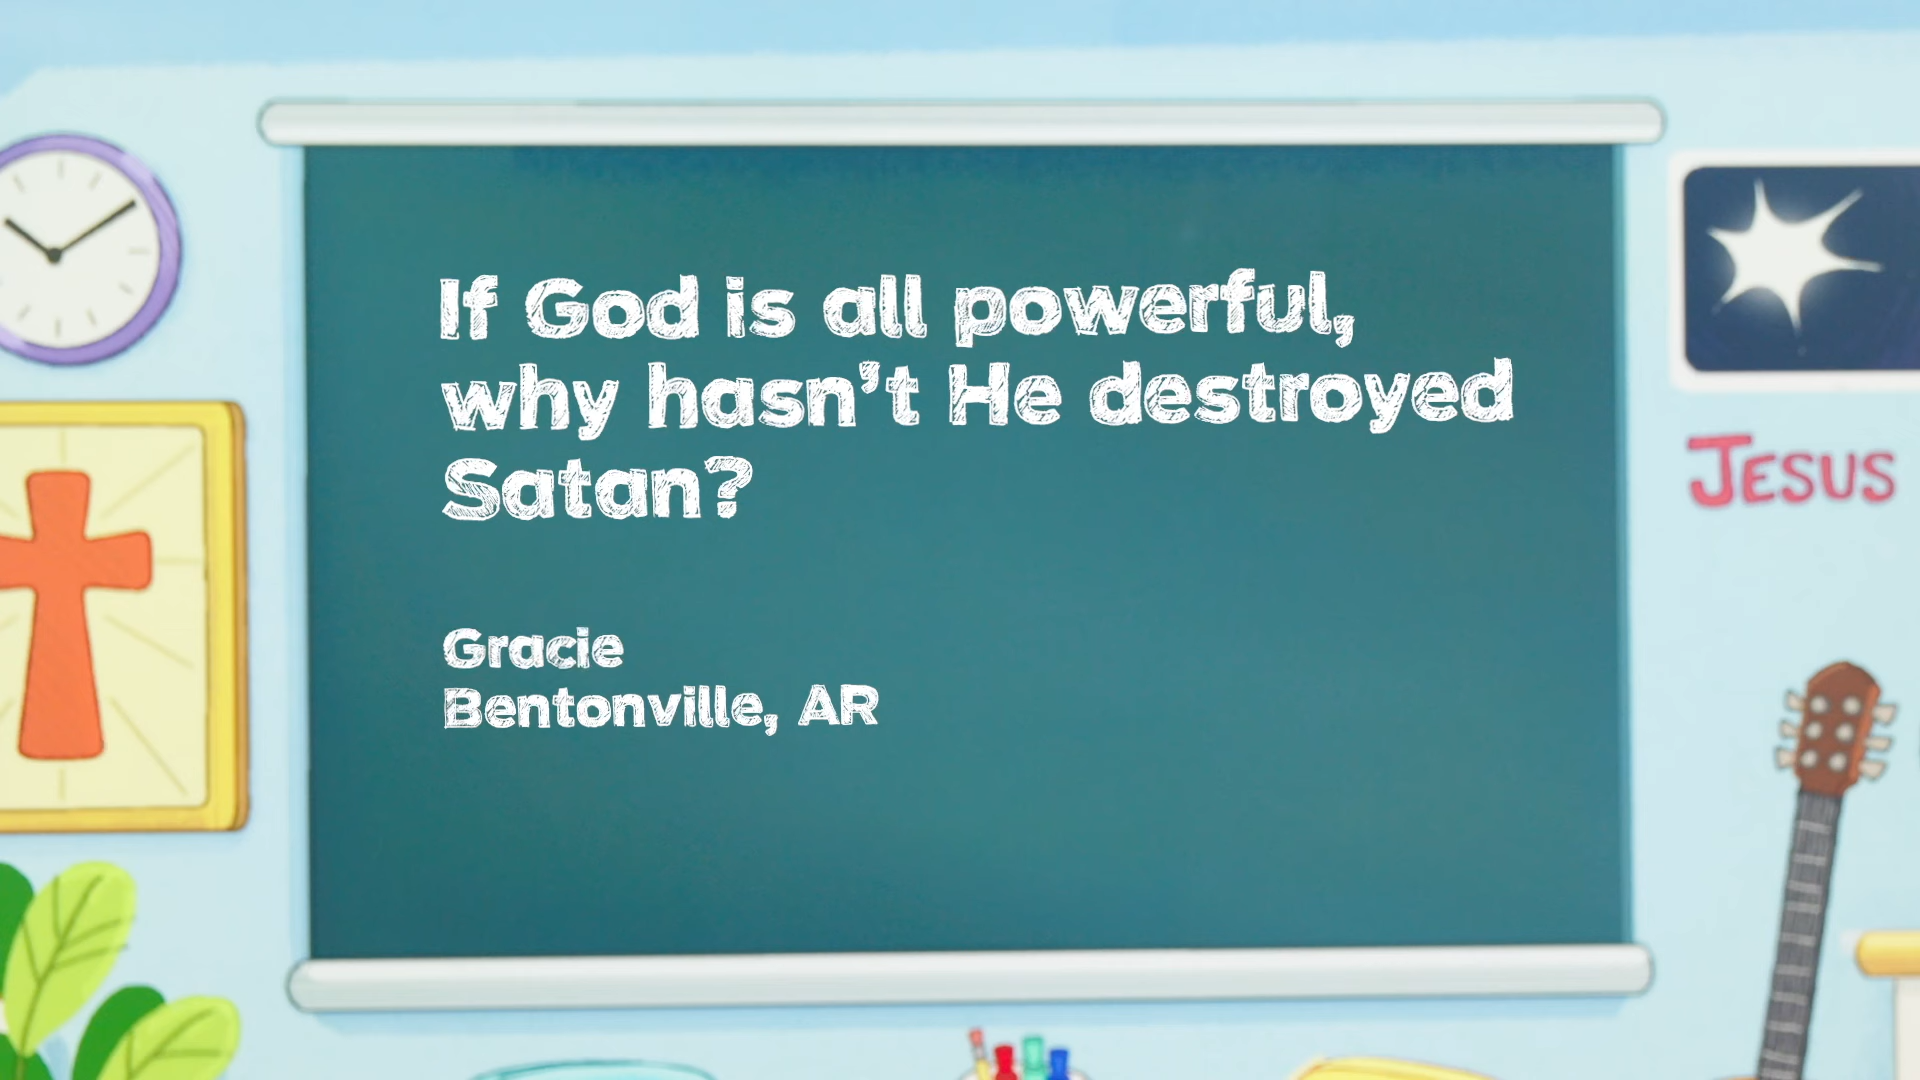 If God is all powerful,
why hasn't He destroyed
Satan?
Gracie
Bentonville, AR
JESUS